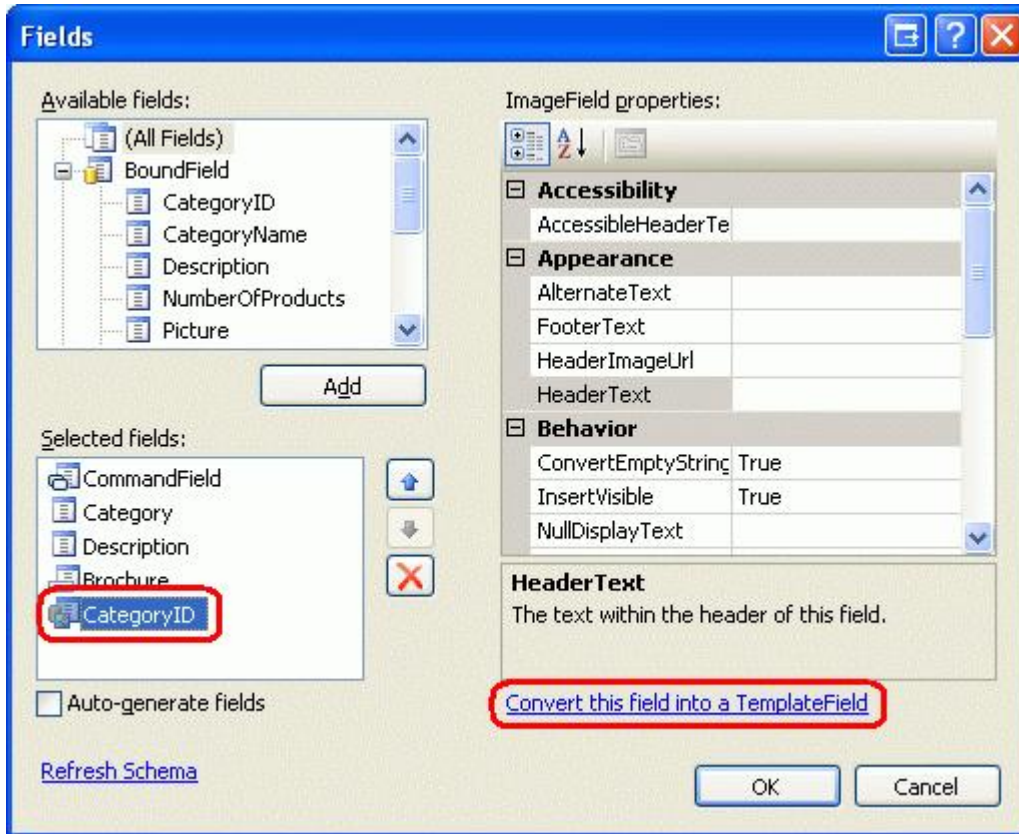 Fields
Available fields:
(All Fields)
BoundField
CategoryID
CategoryName
Description
NumberOfProducts
Picture
Add
Selected fields:
CommandField
Category
Description
Brochure
CategoryID
Auto-generate fields
Refresh Schema
ImageField properties:
Accessibility
AccessibleHeaderTe
Appearance
AlternateText
FooterText
HeaderImageUrl
HeaderText
Behavior
ConvertEmptyString True
InsertVisible True
NullDisplayText
HeaderText
The text within the header of this field.
Convert this field into a TemplateField
OK Cancel